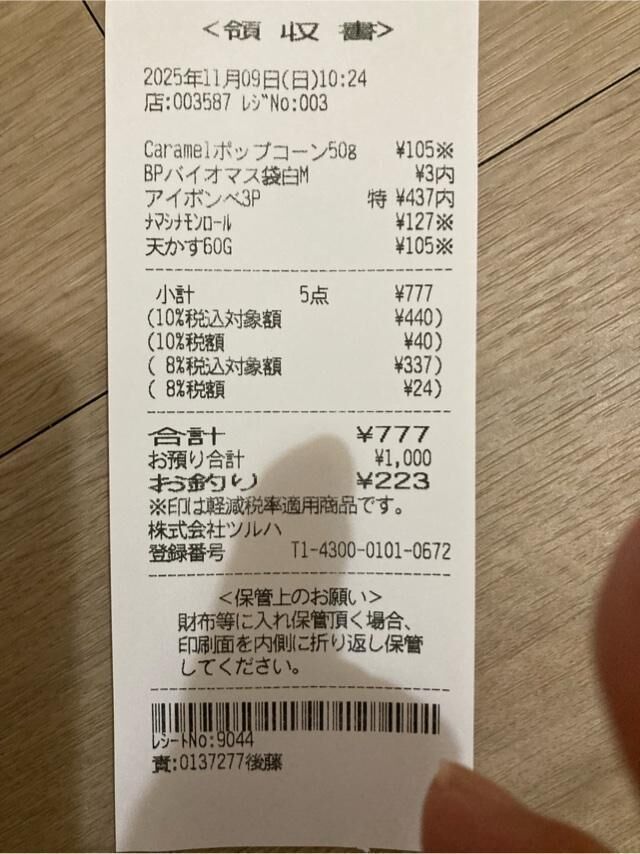 <領収書>
2025年11月09日(日)10:24
店:003587 ﾚｼﾞNo:003
Caramelポップコーン50g ¥105※
BPバイオマス袋白M ¥3内
アイボンベ3P 特 ¥437内
ﾅﾏｼﾅﾓﾝﾛｰﾙ ¥127※
天かす60G ¥105※
小計 5点 ¥777
(10%税込対象額 ¥440)
(10%税額 ¥40)
( 8%税込対象額 ¥337)
( 8%税額 ¥24)
合計 ¥777
お預り合計 ¥1,000
お釣り ¥223
※印は軽減税率適用商品です。
株式会社ツルハ
登録番号 T1-4300-0101-0672
<保管上のお願い>
財布等に入れ保管頂く場合、
印刷面を内側に折り返し保管
してください。
ﾚｼｰﾄNo:9044
責:0137277後藤